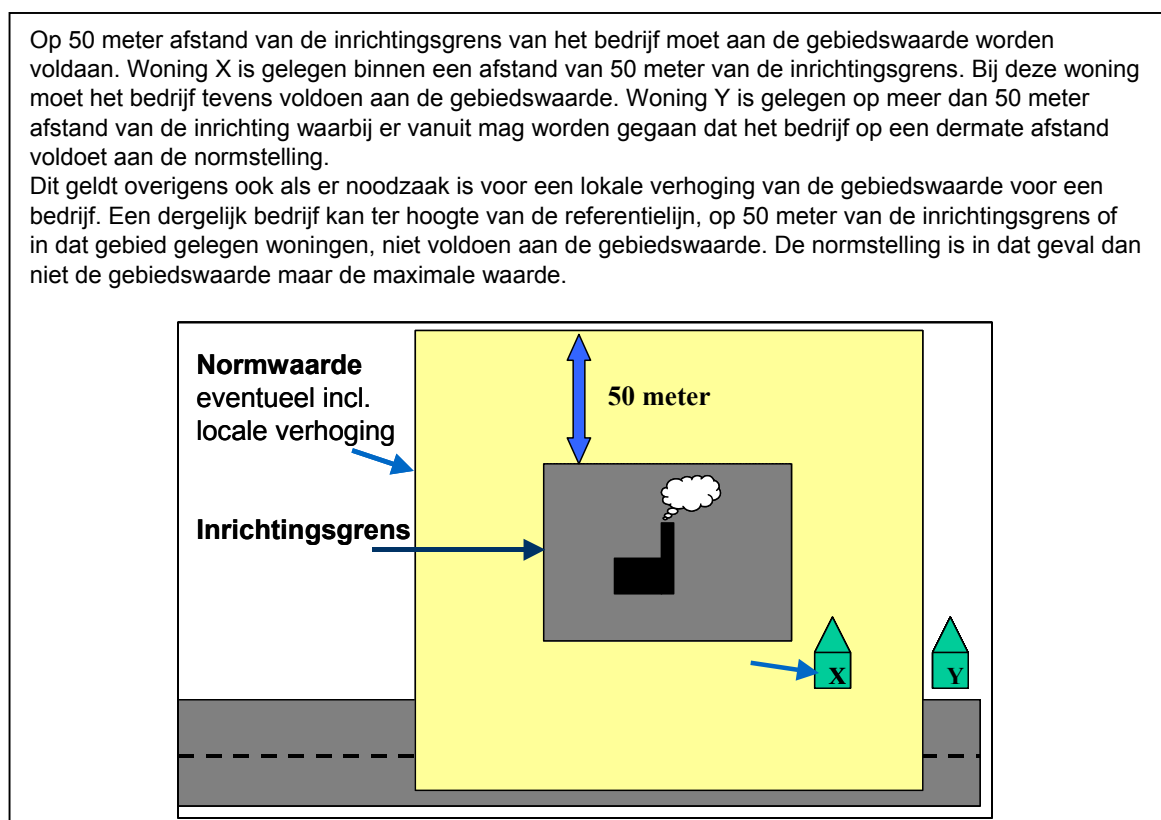 Op 50 meter afstand van de inrichtingsgrens van het bedrijf moet aan de gebiedswaarde worden
voldaan. Woning X is gelegen binnen een afstand van 50 meter van de inrichtingsgrens. Bij deze woning
moet het bedrijf tevens voldoen aan de gebiedswaarde. Woning Y is gelegen op meer dan 50 meter
afstand van de inrichting waarbij er vanuit mag worden gegaan dat het bedrijf op een dermate afstand
voldoet aan de normstelling.
Dit geldt overigens ook als er noodzaak is voor een lokale verhoging van de gebiedswaarde voor een
bedrijf. Een dergelijk bedrijf kan ter hoogte van de referentielijn, op 50 meter van de inrichtingsgrens of
in dat gebied gelegen woningen, niet voldoen aan de gebiedswaarde. De normstelling is in dat geval dan
niet de gebiedswaarde maar de maximale waarde.
Normwaarde
eventueel incl.
locale verhoging
50 meter
Inrichtingsgrens
X
Y